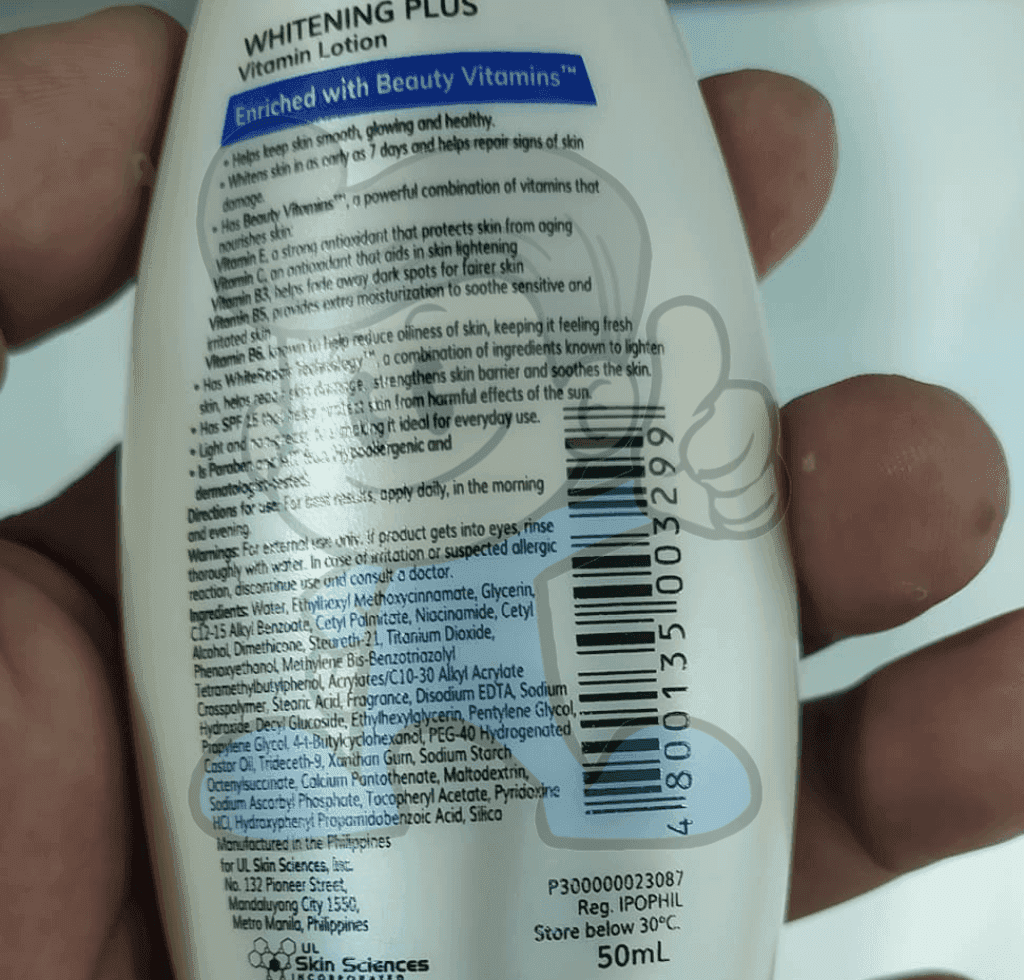 WHITENING PLUS
Vitamin Lotion
Enriched with Beauty Vitamins™
• Helps keep skin smooth, glowing and healthy.
• Whitens skin in as early as 7 days and helps repair signs of skin
damage.
• Has Beauty Vitamins™, a powerful combination of vitamins that
nourishes skin:
Vitamin E, a strong antioxidant that protects skin from aging
Vitamin C, an antioxidant that aids in skin lightening
Vitamin B3, helps fade away dark spots for fairer skin
Vitamin B5, provides extra moisturization to soothe sensitive and
irritated skin
Vitamin B6, known to help reduce oiliness of skin, keeping it feeling fresh
• Has WhiteRepair Technology™, a combination of ingredients known to lighten
skin, helps skin damage, strengthens skin barrier and soothes the skin.
• Has SPF 25 that helps protect skin from harmful effects of the sun.
• Light and making it ideal for everyday use.
• Is Paraben Hypoallergenic and
dermatologist-tested.
Directions for use: For best results, apply daily, in the morning
and evening.
Warnings: For external use only. If product gets into eyes, rinse
thoroughly with water. In case of irritation or suspected allergic
reaction, discontinue use and consult a doctor.
Ingredients: Water, Ethylhexyl Methoxycinnamate, Glycerin,
C12-15 Alkyl Benzoate, Cetyl Palmitate, Niacinamide, Cetyl
Alcohol, Dimethicone, Steareth-21, Titanium Dioxide,
Phenoxyethanol, Methylene Bis-Benzotriazolyl
Tetramethylbutylphenol, Acrylates/C10-30 Alkyl Acrylate
Crosspolymer, Stearic Acid, Fragrance, Disodium EDTA, Sodium
Hydroxide, Decyl Glucoside, Ethylhexylglycerin, Pentylene Glycol,
Propylene Glycol, 4-t-Butylcyclohexanol, PEG-40 Hydrogenated
Castor Oil, Trideceth-9, Xanthan Gum, Sodium Starch
Octenylsuccinate, Calcium Pantothenate, Maltodextrin,
Sodium Ascorbyl Phosphate, Tocopheryl Acetate, Pyridoxine
HCl, Hydroxyphenyl Propamidobenzoic Acid, Silica
Manufactured in the Philippines
for UL Skin Sciences, Inc.
No. 132 Pioneer Street,
Mandaluyong City 1550,
Metro Manila, Philippines
UL
Skin Sciences
INCORPORATED
4 800135 003299
P300000023087
Reg. IPOPHIL
Store below 30°C.
50mL